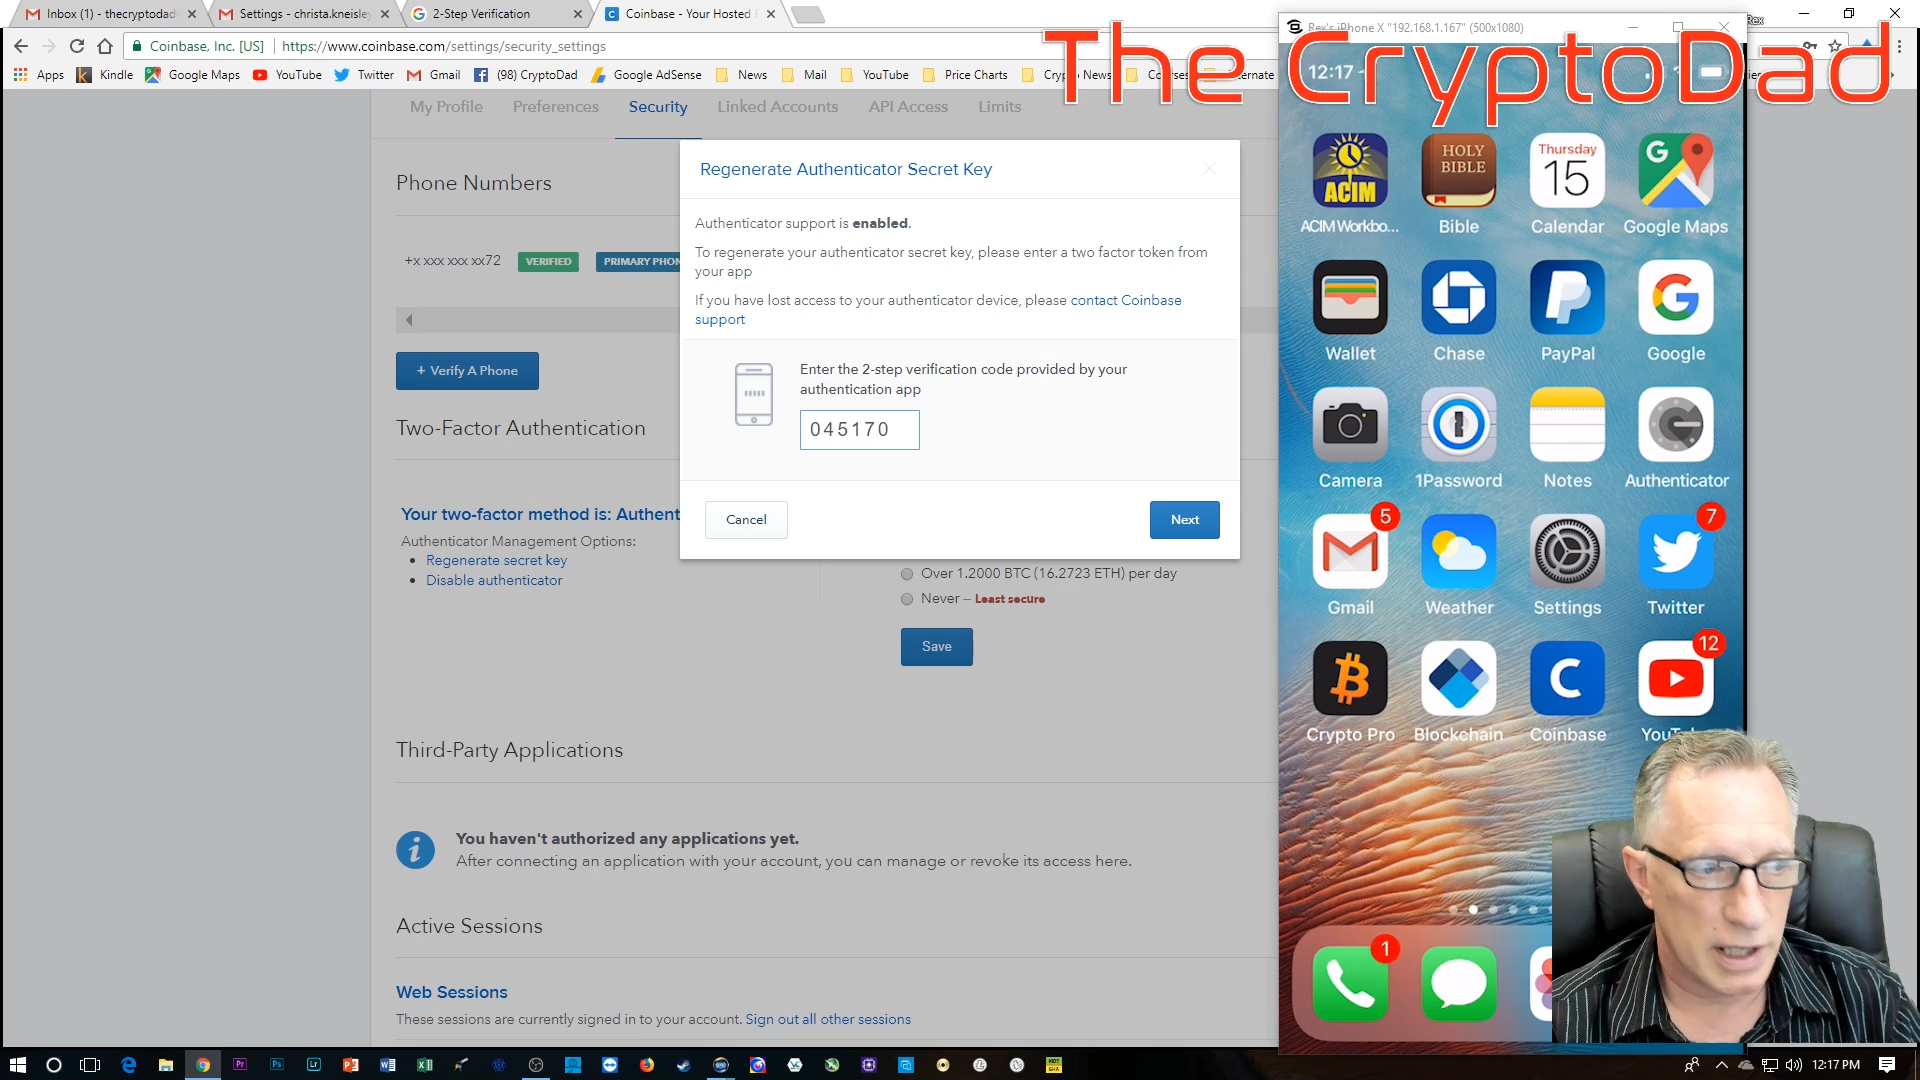 Inbox (1) - thecryptodad
Settings - christa.kneisley
2-Step Verification
Coinbase - Your Hosted B
Coinbase, Inc. [US]
https://www.coinbase.com/settings/security_settings
Apps
Kindle
Google Maps
YouTube
Twitter
Gmail
(98) CryptoDad
Google AdSense
News
Mail
YouTube
Price Charts
Rex's iPhone X "192.168.1.167" (500x1080)
Rex
The CryptoDad
My Profile
Preferences
Security
Linked Accounts
API Access
Limits
Phone Numbers
+x xxx xxx xx72
VERIFIED
PRIMARY PHON
+ Verify A Phone
Two-Factor Authentication
Your two-factor method is: Authent
Authenticator Management Options:
Regenerate secret key
Disable authenticator
Regenerate Authenticator Secret Key
Authenticator support is enabled.
To regenerate your authenticator secret key, please enter a two factor token from
your app
If you have lost access to your authenticator device, please contact Coinbase
support
Enter the 2-step verification code provided by your
authentication app
045170
Cancel
Next
Over 1.2000 BTC (16.2723 ETH) per day
Never – Least secure
Save
Third-Party Applications
You haven't authorized any applications yet.
After connecting an application with your account, you can manage or revoke its access here.
Active Sessions
Web Sessions
These sessions are currently signed in to your account. Sign out all other sessions
12:17
ACIM
HOLY
BIBLE
Thursday
15
ACIM Workbo...
Bible
Calendar
Google Maps
Wallet
Chase
PayPal
Google
Camera
1Password
Notes
Authenticator
5
7
Gmail
Weather
Settings
Twitter
12
Crypto Pro
Blockchain
Coinbase
1
12:17 PM